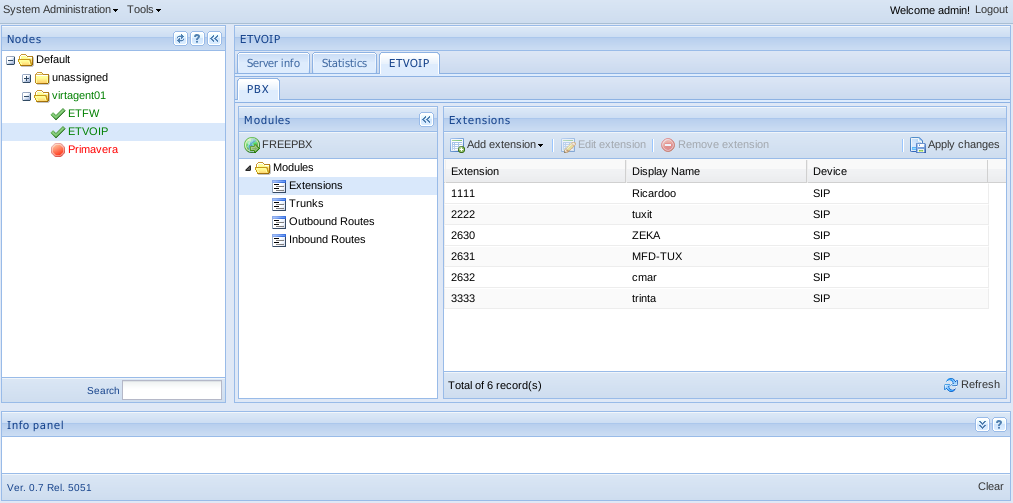 System Administration Tools Welcome admin! Logout
Nodes
Default
unassigned
virtagent01
ETFW
ETVOIP
Primavera
Search
ETVOIP
Server info Statistics ETVOIP
PBX
Modules
FREEPBX
Modules
Extensions
Trunks
Outbound Routes
Inbound Routes
Extensions
Add extension Edit extension Remove extension Apply changes
Extension Display Name Device
1111 Ricardoo SIP
2222 tuxit SIP
2630 ZEKA SIP
2631 MFD-TUX SIP
2632 cmar SIP
3333 trinta SIP
Total of 6 record(s) Refresh
Info panel
Ver. 0.7 Rel. 5051 Clear